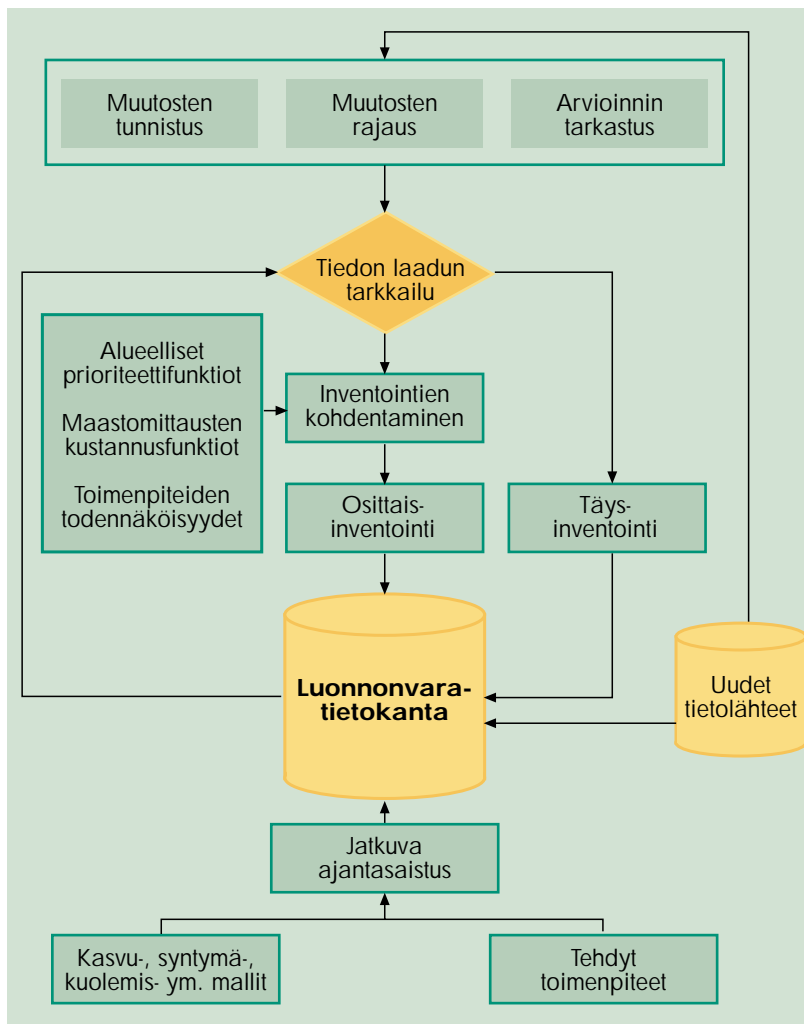 Muutosten
tunnistus
Muutosten
rajaus
Arvioinnin
tarkastus
Tiedon laadun
tarkkailu
Alueelliset
prioriteettifunktiot
Maastomittausten
kustannusfunktiot
Toimenpiteiden
todennäköisyydet
Inventointien
kohdentaminen
Osittais-
inventointi
Täys-
inventointi
Luonnonvara-
tietokanta
Uudet
tietolähteet
Jatkuva
ajantasaistus
Kasvu-, syntymä-,
kuolemis- ym. mallit
Tehdyt
toimenpiteet